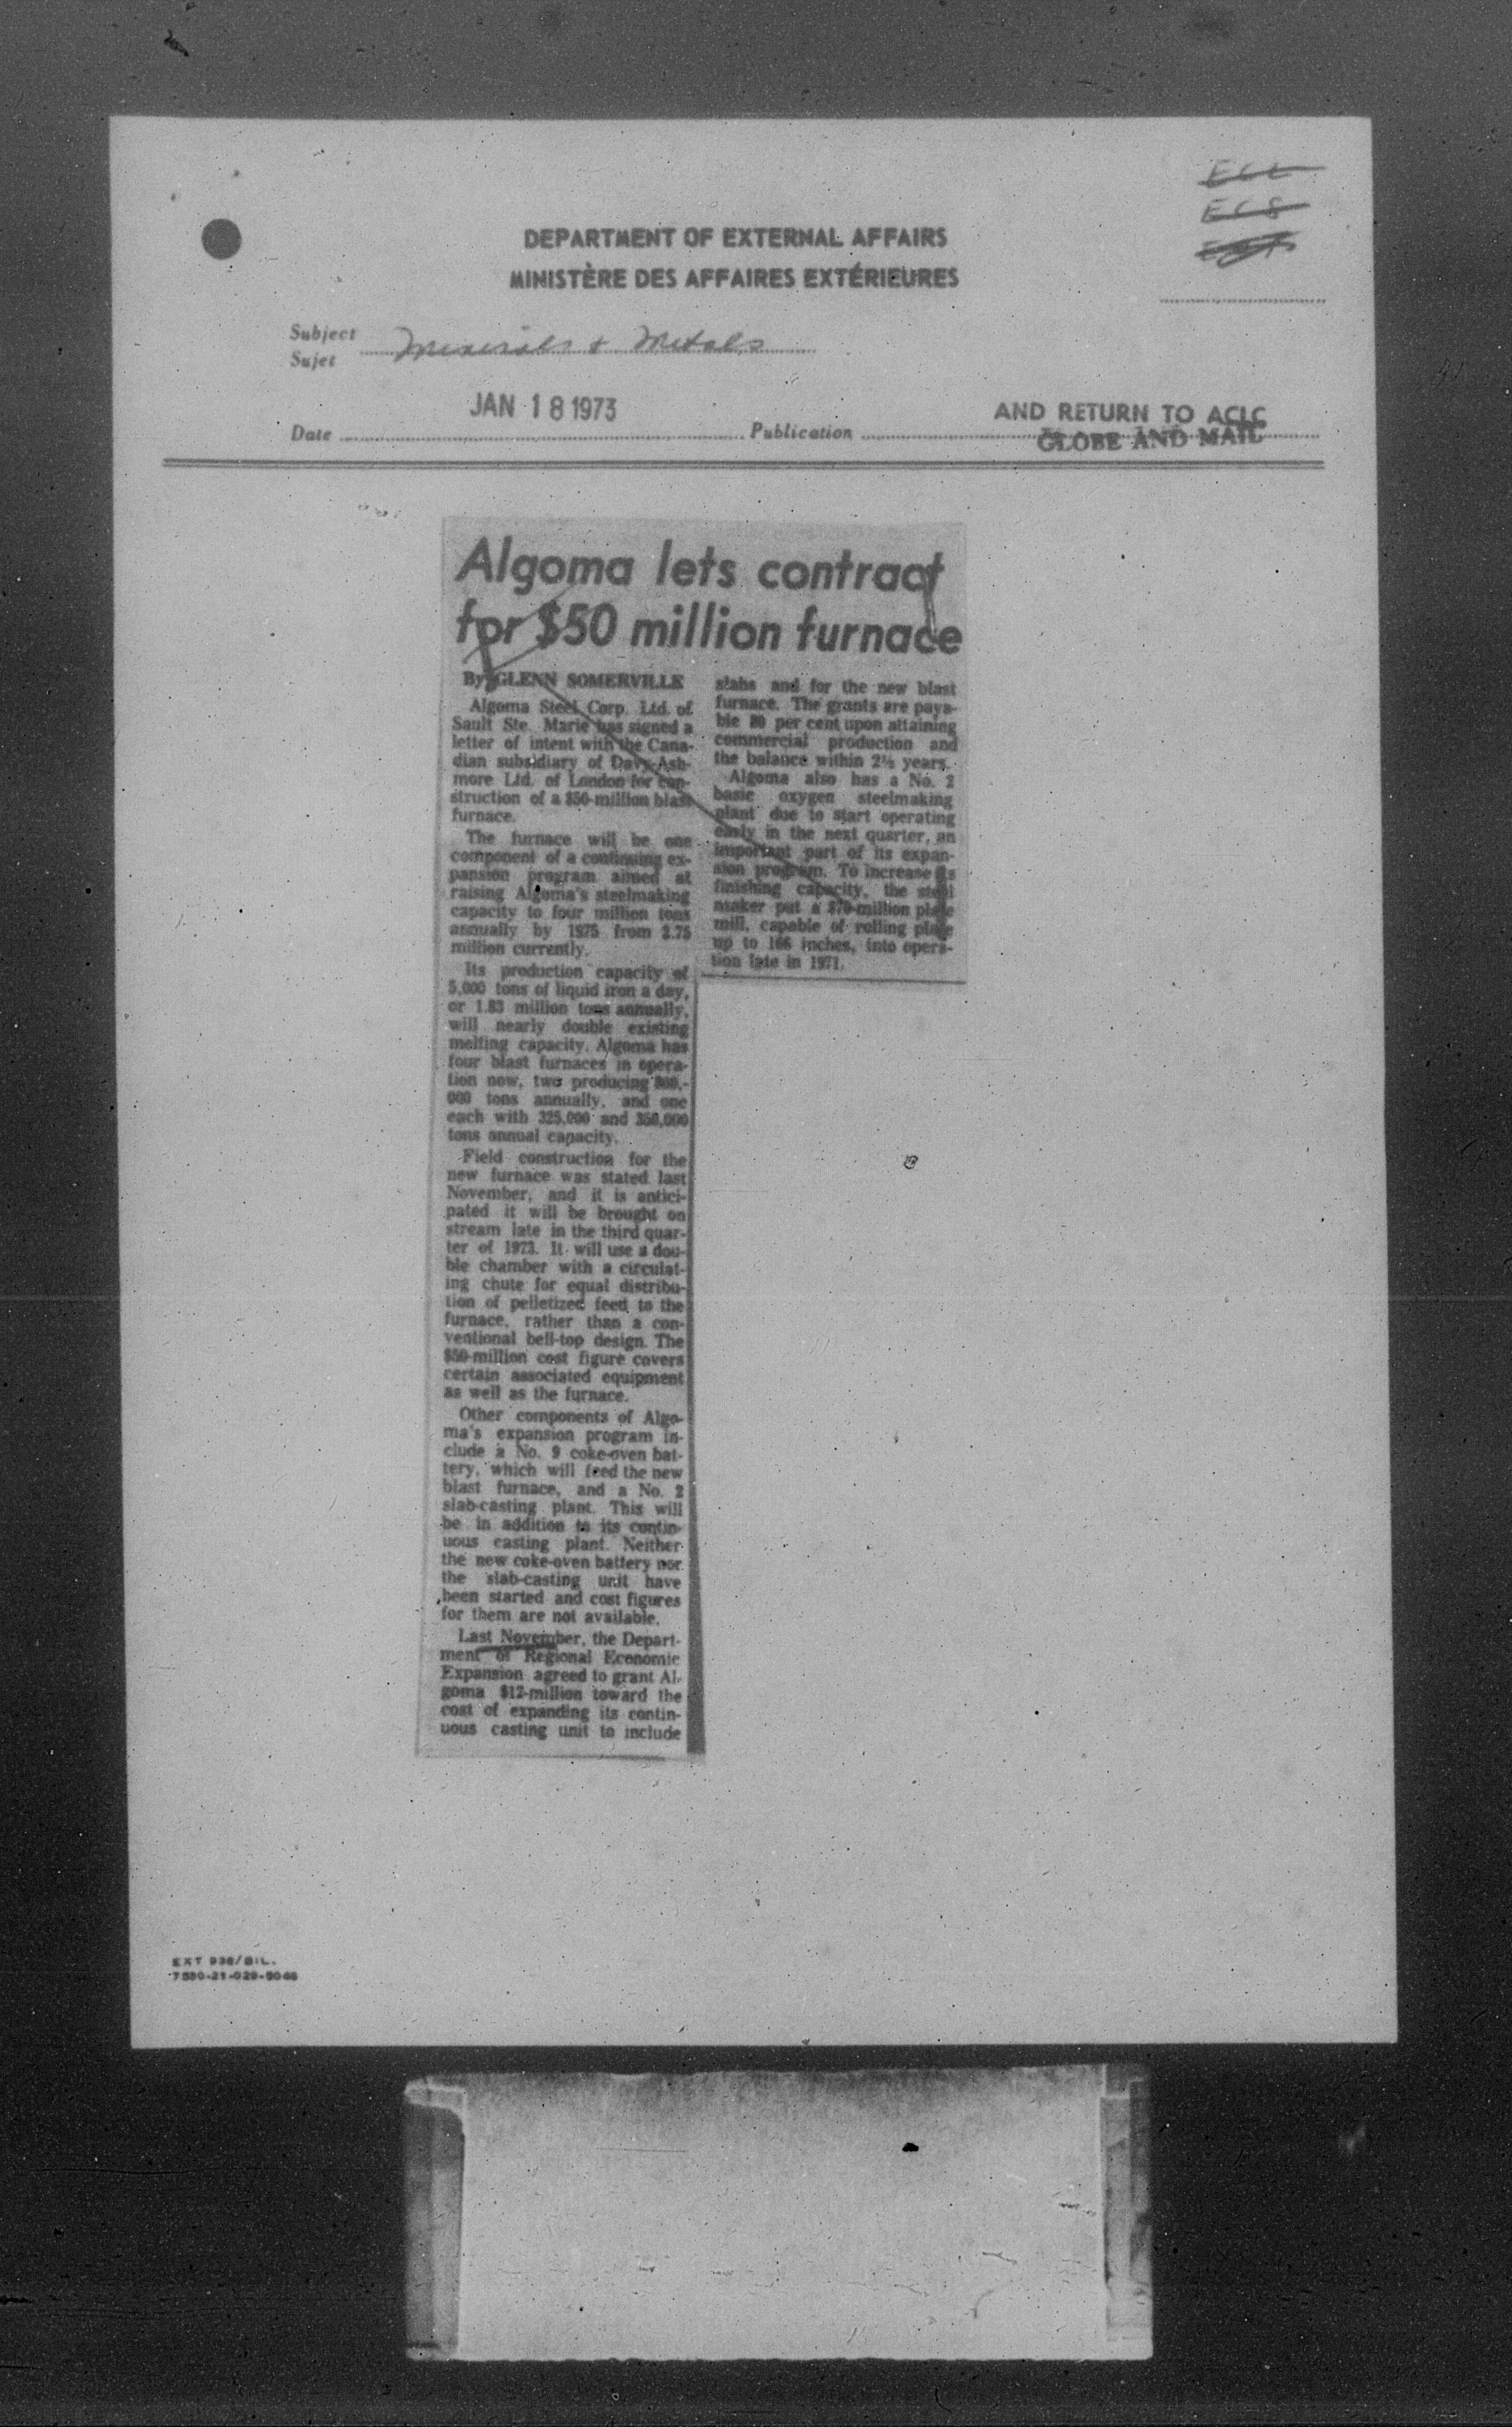 ECL
ECS
DEPARTMENT OF EXTERNAL AFFAIRS
MINISTÈRE DES AFFAIRES EXTÉRIEURES
Subject
Sujet
Minerals + Metals
JAN 18 1973
Date
Publication
AND RETURN TO ACLC
GLOBE AND MAIL
Algoma lets contract
for $50 million furnace
By GLENN SOMERVILLE
Algoma Steel Corp. Ltd. of
Sault Ste. Marie has signed a
letter of intent with the Cana-
dian subsidiary of Davy-Ash-
more Ltd. of London for con-
struction of a $50-million blast
furnace.
The furnace will be one
component of a continuing ex-
pansion program aimed at
raising Algoma's steelmaking
capacity to four million tons
annually by 1975 from 2.75
million currently.
Its production capacity of
5,000 tons of liquid iron a day,
or 1.83 million tons annually,
will nearly double existing
melting capacity. Algoma has
four blast furnaces in opera-
tion now, two producing
000 tons annually, and one
each with 325,000 and 350,000
tons annual capacity.
Field construction for the
new furnace was stated last
November, and it is antici-
pated it will be brought on
stream late in the third quar-
ter of It will use a dou-
ble chamber with a circulat-
ing chute for equal distribu-
tion of pelletized feed to the
furnace, rather than a con-
ventional bell-top design. The
$50-million cost figure covers
certain associated equipment
as well as the furnace.
Other components of Algo-
ma's expansion program in-
clude a No. 9 coke-oven bat-
tery, which will feed the new
blast furnace, and a No. 2
slab-casting plant. This will
be in addition to its contin-
uous casting plant. Neither
the new coke-oven battery nor
the slab-casting unit have
been started and cost figures
for them are not available.
Last November, the Depart-
ment of Regional Economic
Expansion agreed to grant Al-
goma $12-million toward the
cost of expanding its contin-
uous casting unit to include
slabs and for the new blast
furnace. The grants are paya-
ble 80 per cent upon attaining
commercial production and
the balance within 2½ years.
Algoma also has a No. 2
basic oxygen steelmaking
plant due to start operating
early in the next quarter, an
important part of its expan-
sion program. To increase its
finishing capacity, the steel
maker put a $70-million plate
mill, capable of rolling plate
up to 166 inches, into opera-
tion late in 1971.
EXT 938/BIL.
7530-21-029-5046